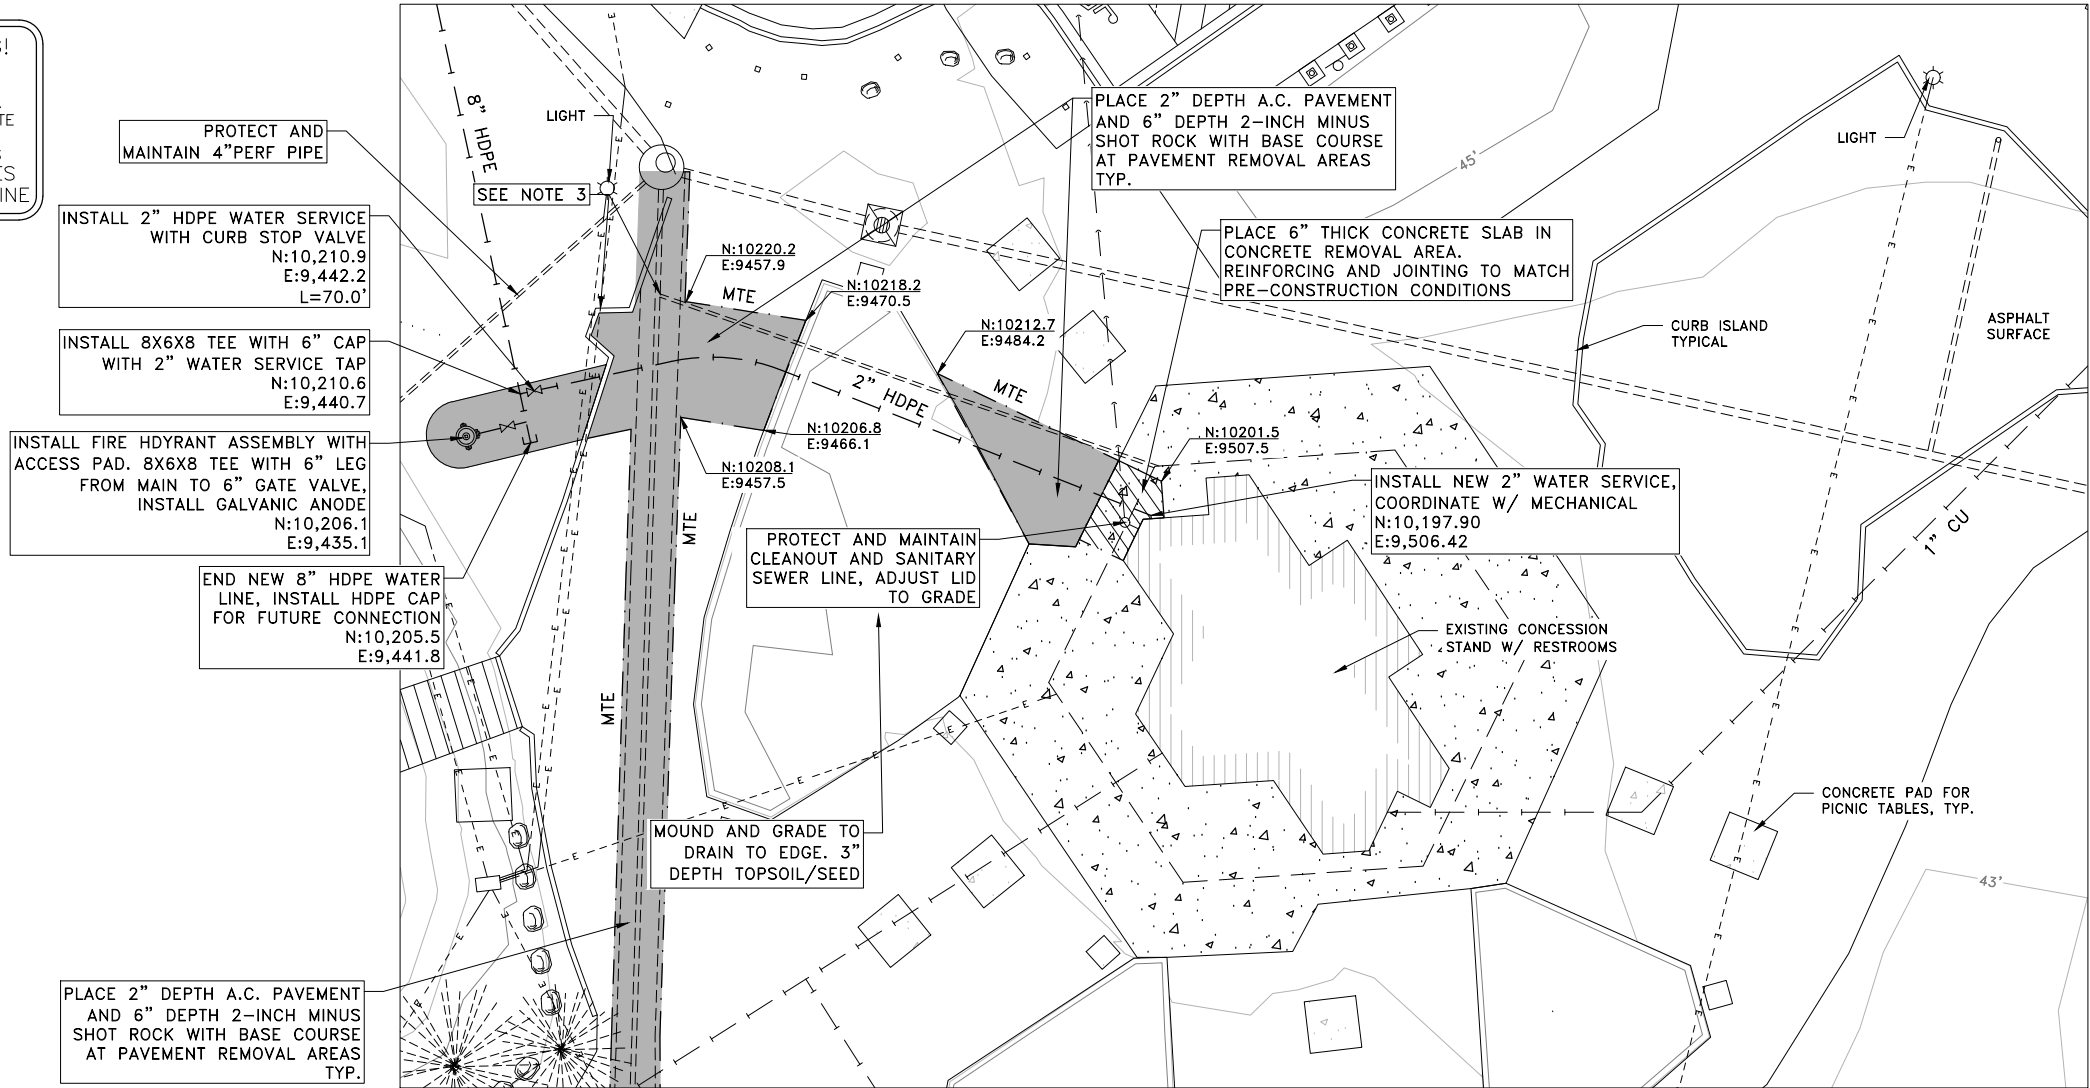 !
TE
S
ES
INE
PROTECT AND
MAINTAIN 4"PERF PIPE
INSTALL 2" HDPE WATER SERVICE
WITH CURB STOP VALVE
N:10,210.9
E:9,442.2
L=70.0'
INSTALL 8X6X8 TEE WITH 6" CAP
WITH 2" WATER SERVICE TAP
N:10,210.6
E:9,440.7
INSTALL FIRE HDYRANT ASSEMBLY WITH
ACCESS PAD. 8X6X8 TEE WITH 6" LEG
FROM MAIN TO 6" GATE VALVE,
INSTALL GALVANIC ANODE
N:10,206.1
E:9,435.1
END NEW 8" HDPE WATER
LINE, INSTALL HDPE CAP
FOR FUTURE CONNECTION
N:10,205.5
E:9,441.8
PLACE 2" DEPTH A.C. PAVEMENT
AND 6" DEPTH 2-INCH MINUS
SHOT ROCK WITH BASE COURSE
AT PAVEMENT REMOVAL AREAS
TYP.
8" HDPE
LIGHT
SEE NOTE 3
N:10220.2
E:9457.9
MTE
N:10218.2
E:9470.5
N:10212.7
E:9484.2
MTE
2" HDPE
N:10206.8
E:9466.1
N:10208.1
E:9457.5
MTE
MTE
N:10201.5
E:9507.5
PLACE 2" DEPTH A.C. PAVEMENT
AND 6" DEPTH 2-INCH MINUS
SHOT ROCK WITH BASE COURSE
AT PAVEMENT REMOVAL AREAS
TYP.
45'
PLACE 6" THICK CONCRETE SLAB IN
CONCRETE REMOVAL AREA.
REINFORCING AND JOINTING TO MATCH
PRE-CONSTRUCTION CONDITIONS
LIGHT
CURB ISLAND
TYPICAL
ASPHALT
SURFACE
INSTALL NEW 2" WATER SERVICE,
COORDINATE W/ MECHANICAL
N:10,197.90
E:9,506.42
1" CU
PROTECT AND MAINTAIN
CLEANOUT AND SANITARY
SEWER LINE, ADJUST LID
TO GRADE
EXISTING CONCESSION
STAND W/ RESTROOMS
MOUND AND GRADE TO
DRAIN TO EDGE. 3"
DEPTH TOPSOIL/SEED
CONCRETE PAD FOR
PICNIC TABLES, TYP.
43'